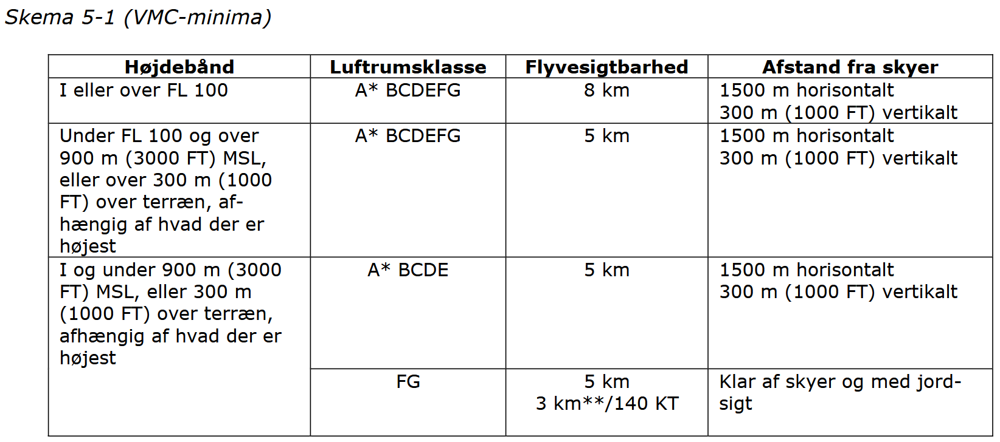 Skema 5-1 (VMC-minima)
Højdebånd Luftrumsklasse Flyvesigtbarhed Afstand fra skyer
I eller over FL 100 A* BCDEFG 8 km 1500 m horisontalt
300 m (1000 FT) vertikalt
Under FL 100 og over A* BCDEFG 5 km 1500 m horisontalt
900 m (3000 FT) MSL, 300 m (1000 FT) vertikalt
eller over 300 m (1000
FT) over terræn, af-
hængig af hvad der er
højest
I og under 900 m (3000 A* BCDE 5 km 1500 m horisontalt
FT) MSL, eller 300 m 300 m (1000 FT) vertikalt
(1000 FT) over terræn,
afhængig af hvad der er
højest
FG 5 km Klar af skyer og med jord-
3 km**/140 KT sigt